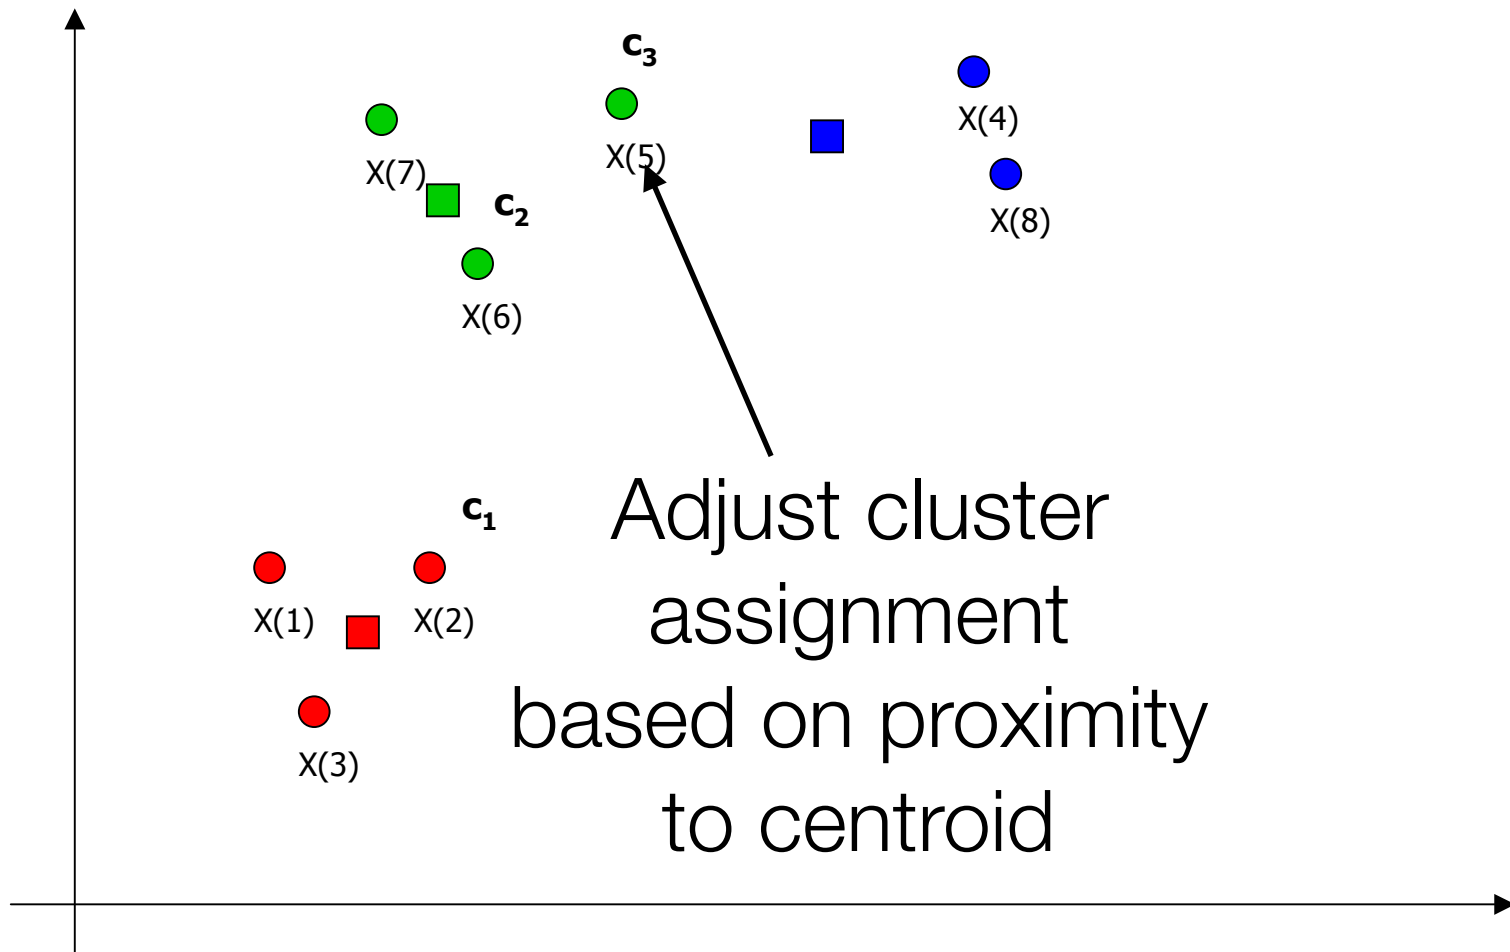 c₃
X(4)
X(7)
X(5)
c₂
X(8)
X(6)
c₁
Adjust cluster
assignment
X(1)
X(2)
based on proximity
X(3)
to centroid